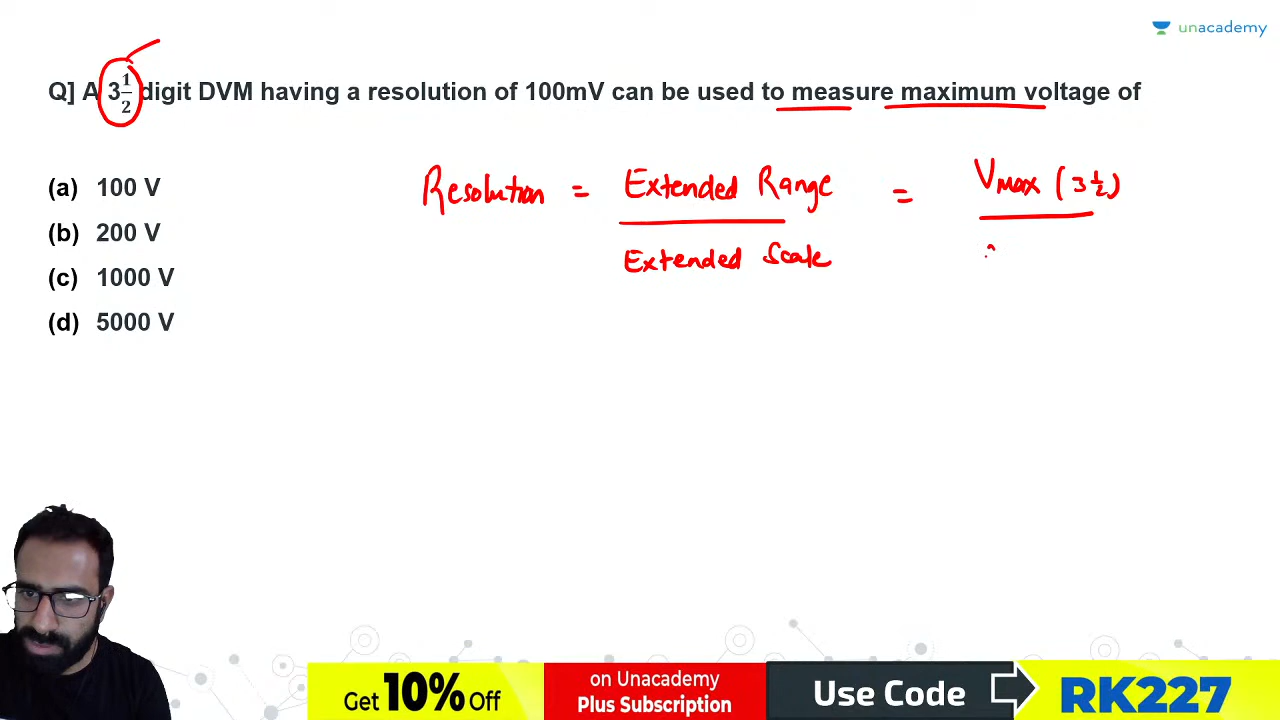 unacademy
Q] A 3 1/2 digit DVM having a resolution of 100mV can be used to measure maximum voltage of
(a) 100 V
(b) 200 V
(c) 1000 V
(d) 5000 V
Resolution = Extended Range / Extended Scale = Vmax (3 1/2)
Get 10% Off
on Unacademy
Plus Subscription
Use Code
RK227